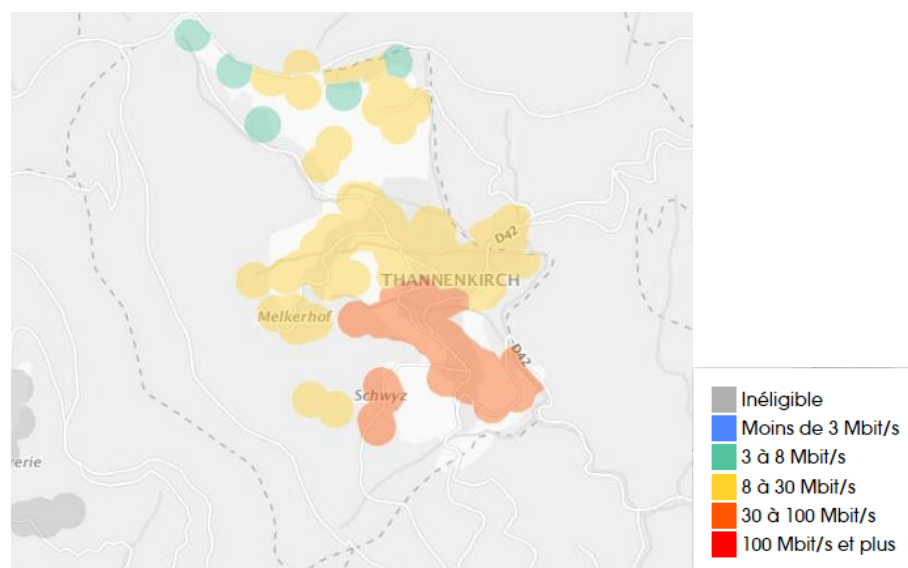 D42
THANNENKIRCH
Melkerhof
D42
Schwyz
rerie
Inéligible
Moins de 3 Mbit/s
3 à 8 Mbit/s
8 à 30 Mbit/s
30 à 100 Mbit/s
100 Mbit/s et plus